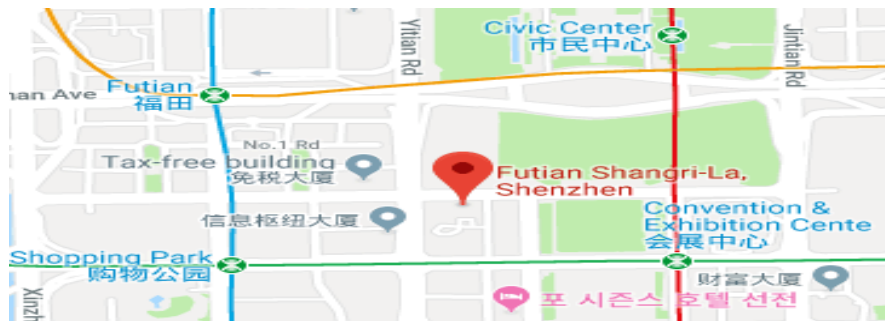 Civic Center
市民中心
Yitian Rd
Jintian Rd
Futian
福田
nan Ave
No.1 Rd
Tax-free building
免税大厦
Futian Shangri-La,
Shenzhen
信息枢纽大厦
Convention &
Exhibition Cente
会展中心
Shopping Park
购物公园
财富大厦
Xinzh
포 시즌스 호텔 선전